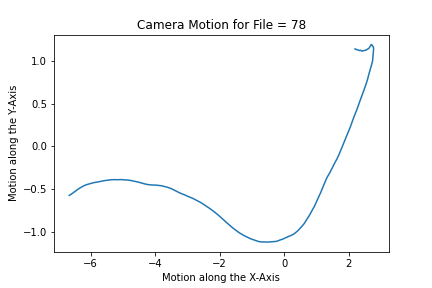 Camera Motion for File = 78
Motion along the Y-Axis
1.0
0.5
0.0
−0.5
−1.0
−6 −4 −2 0 2
Motion along the X-Axis